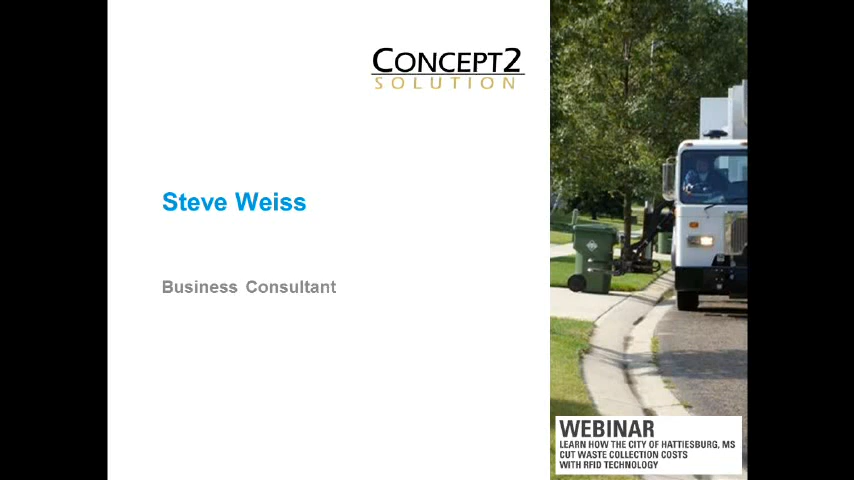 CONCEPT2
SOLUTION
Steve Weiss
Business Consultant
WEBINAR
LEARN HOW THE CITY OF HATTIESBURG, MS
CUT WASTE COLLECTION COSTS
WITH RFID TECHNOLOGY